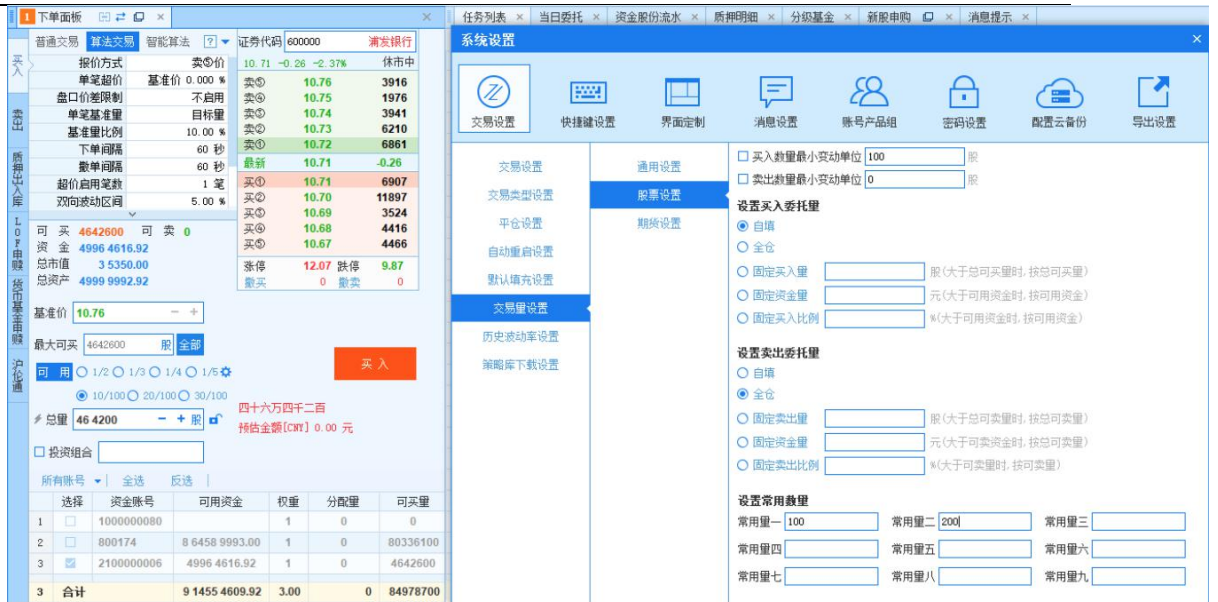 1 下单面板
任务列表 × 当日委托 × 资金股份流水 × 质押明细 × 分级基金 × 新股申购 × 消息提示 ×
普通交易 算法交易 智能算法 ?
证券代码 600000 浦发银行
买入
卖出
质押出入库
LOF申赎
货币基金申赎
沪伦通
报价方式 卖⑤价
单笔超价 基准价 0.000 %
盘口价差限制 不启用
单笔基准量 目标量
基准量比例 10.00 %
下单间隔 60 秒
撤单间隔 60 秒
超价启用笔数 1 笔
双向波动区间 5.00 %
10.71 -0.26 -2.37% 休市中
卖⑤ 10.76 3916
卖④ 10.75 1976
卖③ 10.74 3941
卖② 10.73 6210
卖① 10.72 6861
最新 10.71 -0.26
买① 10.71 6907
买② 10.70 11897
买③ 10.69 3524
买④ 10.68 4416
买⑤ 10.67 4466
涨停 12.07 跌停 9.87
撤买 0 撤卖 0
可 买 4642600 可 卖 0
资 金 4996 4616.92
总市值 3 5350.00
总资产 4999 9992.92
基准价 10.76 - +
最大可买 4642600 股 全部
可 用 1/2 1/3 1/4 1/5
10/100 20/100 30/100
买入
总量 46 4200 - + 股
四十六万四千二百
预估金额[CNY] 0.00 元
投资组合
所有账号 全选 反选
选择 资金账号 可用资金 权重 分配量 可买量
1 1000000080 1 0 0
2 800174 8 6458 9993.00 1 0 80336100
3 2100000006 4996 4616.92 1 0 4642600
3 合计 9 1455 4609.92 3.00 0 84978700
系统设置 ×
交易设置 快捷键设置 界面定制 消息设置 账号产品组 密码设置 配置云备份 导出设置
交易设置
交易类型设置
平仓设置
自动重启设置
默认填充设置
交易量设置
历史波动率设置
策略库下载设置
通用设置
股票设置
期货设置
买入数量最小变动单位 100 股
卖出数量最小变动单位 0 股
设置买入委托量
自填
全仓
固定买入量 股(大于总可买量时, 按总可买量)
固定资金量 元(大于可用资金时, 按可用资金)
固定买入比例 %(大于可用资金时, 按可用资金)
设置卖出委托量
自填
全仓
固定卖出量 股(大于总可卖量时, 按总可卖量)
固定资金量 元(大于可卖资金时, 按总可卖量)
固定卖出比例 %(大于可卖量时, 按可卖量)
设置常用数量
常用量一 100 常用量二 200 常用量三
常用量四 常用量五 常用量六
常用量七 常用量八 常用量九